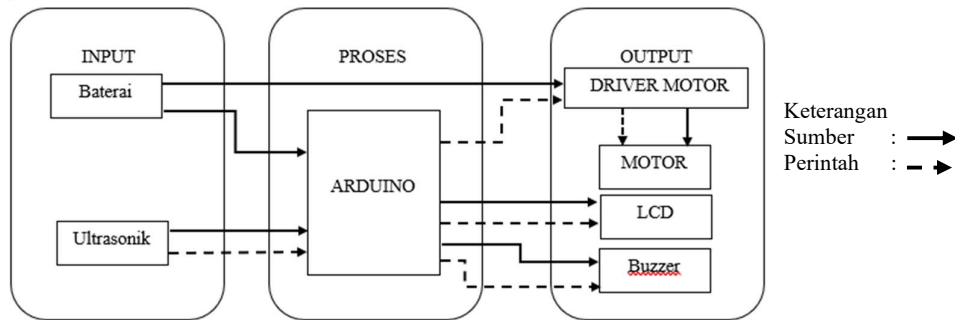 INPUT
Baterai
Ultrasonik
PROSES
ARDUINO
OUTPUT
DRIVER MOTOR
MOTOR
LCD
Buzzer
Keterangan
Sumber :
Perintah :